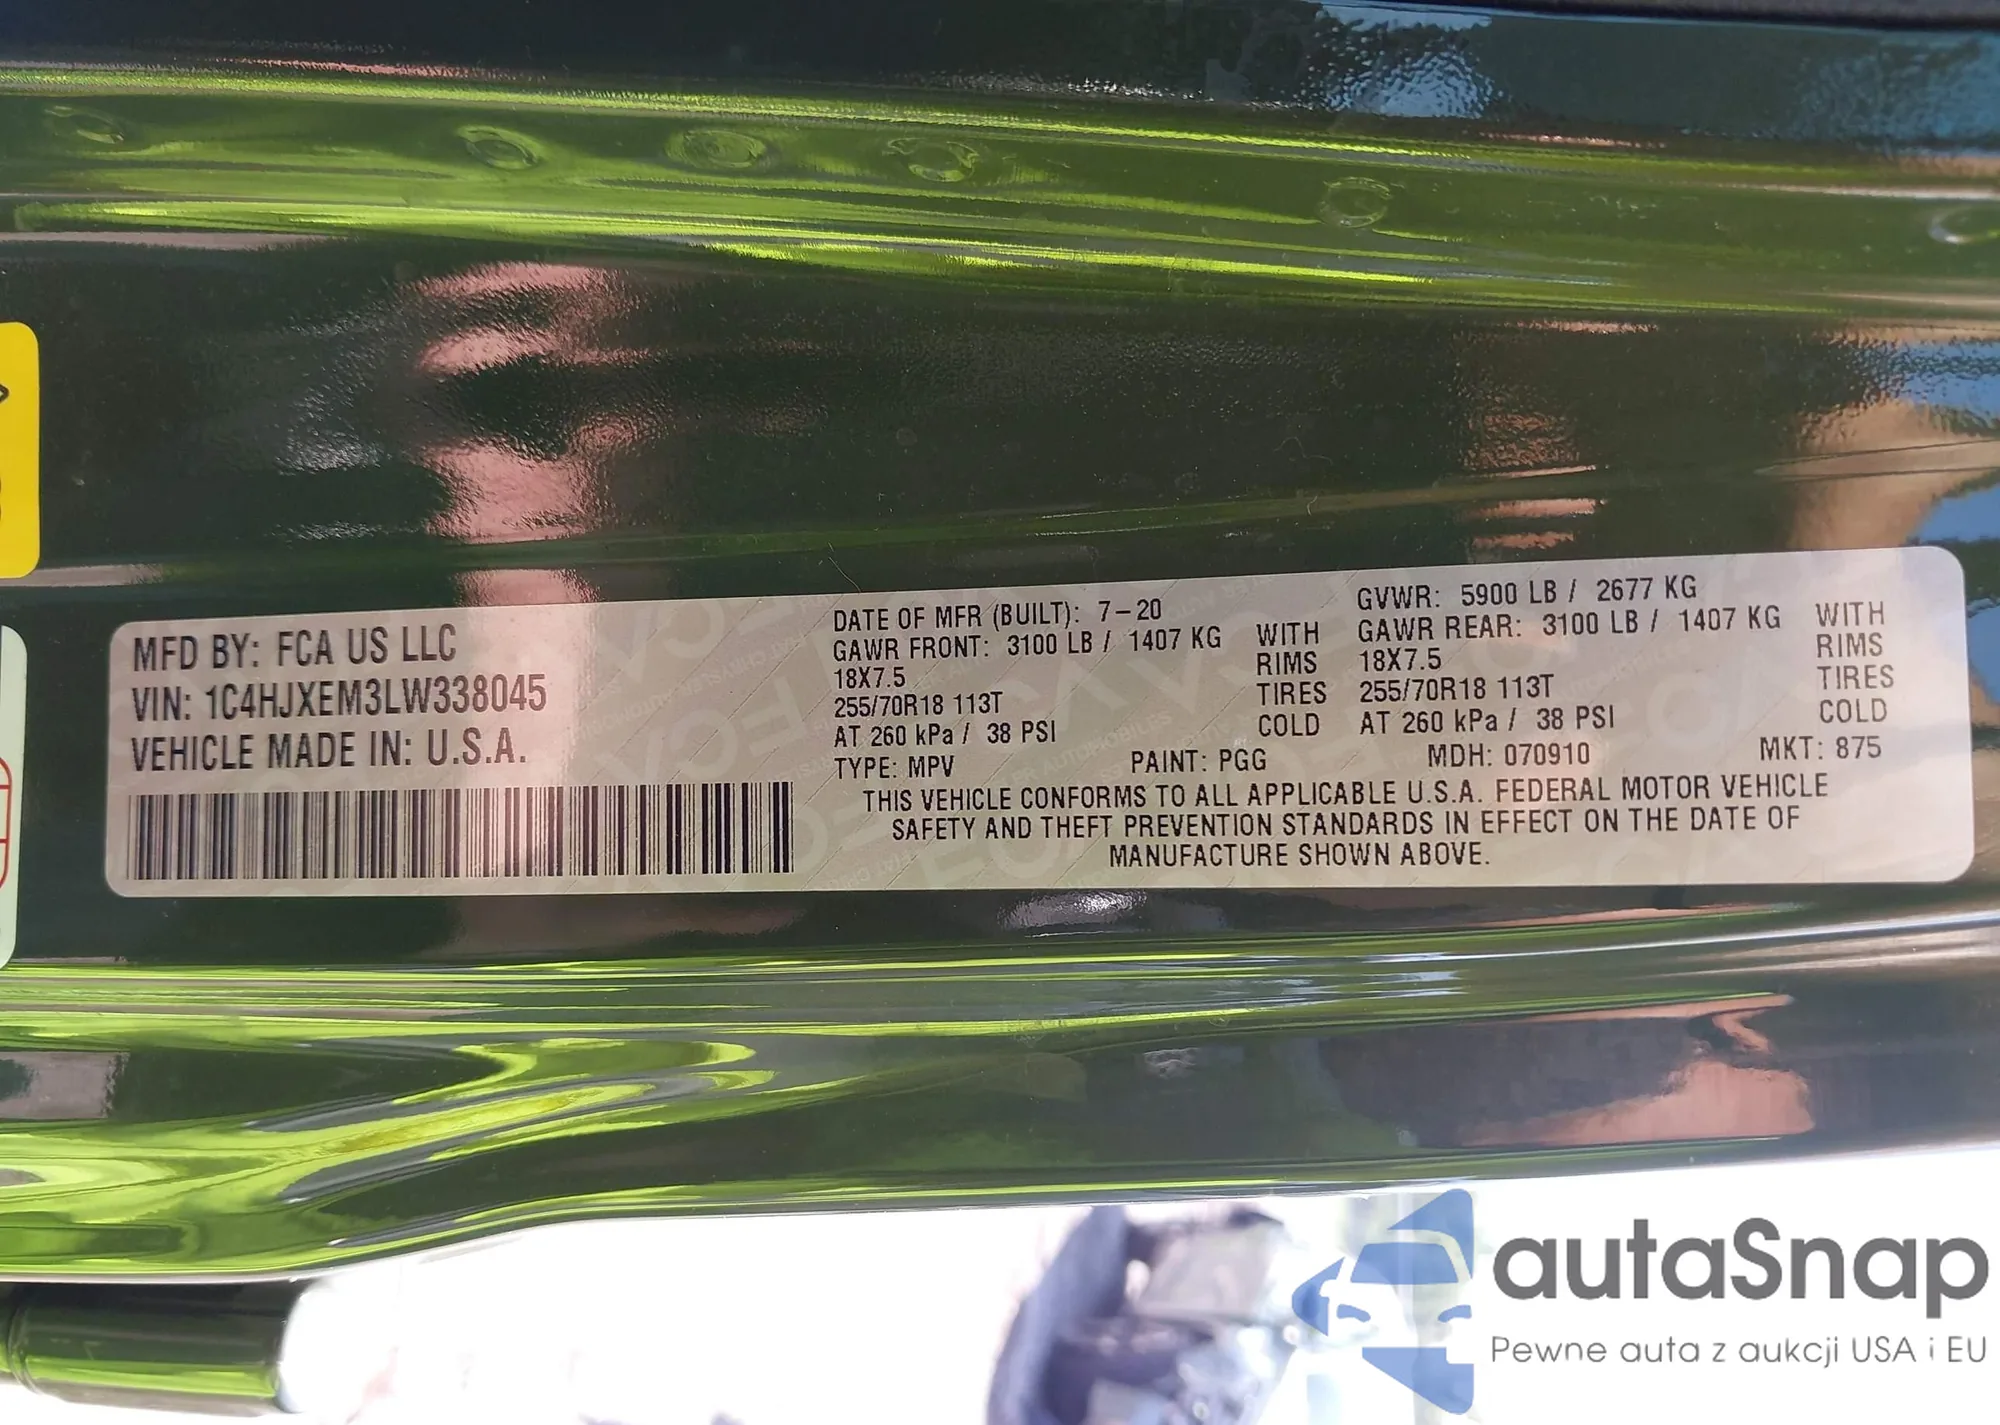 MFD BY: FCA US LLC
VIN: 1C4HJXEM3LW338045
VEHICLE MADE IN: U.S.A.
DATE OF MFR (BUILT): 7-20
GVWR: 5900 LB / 2677 KG
GAWR FRONT: 3100 LB / 1407 KG WITH
18X7.5 RIMS
255/70R18 113T TIRES
AT 260 kPa / 38 PSI COLD
GAWR REAR: 3100 LB / 1407 KG WITH
18X7.5 RIMS
255/70R18 113T TIRES
AT 260 kPa / 38 PSI COLD
TYPE: MPV PAINT: PGG MDH: 070910 MKT: 875
THIS VEHICLE CONFORMS TO ALL APPLICABLE U.S.A. FEDERAL MOTOR VEHICLE
SAFETY AND THEFT PREVENTION STANDARDS IN EFFECT ON THE DATE OF
MANUFACTURE SHOWN ABOVE.
autaSnap
Pewne auta z aukcji USA i EU